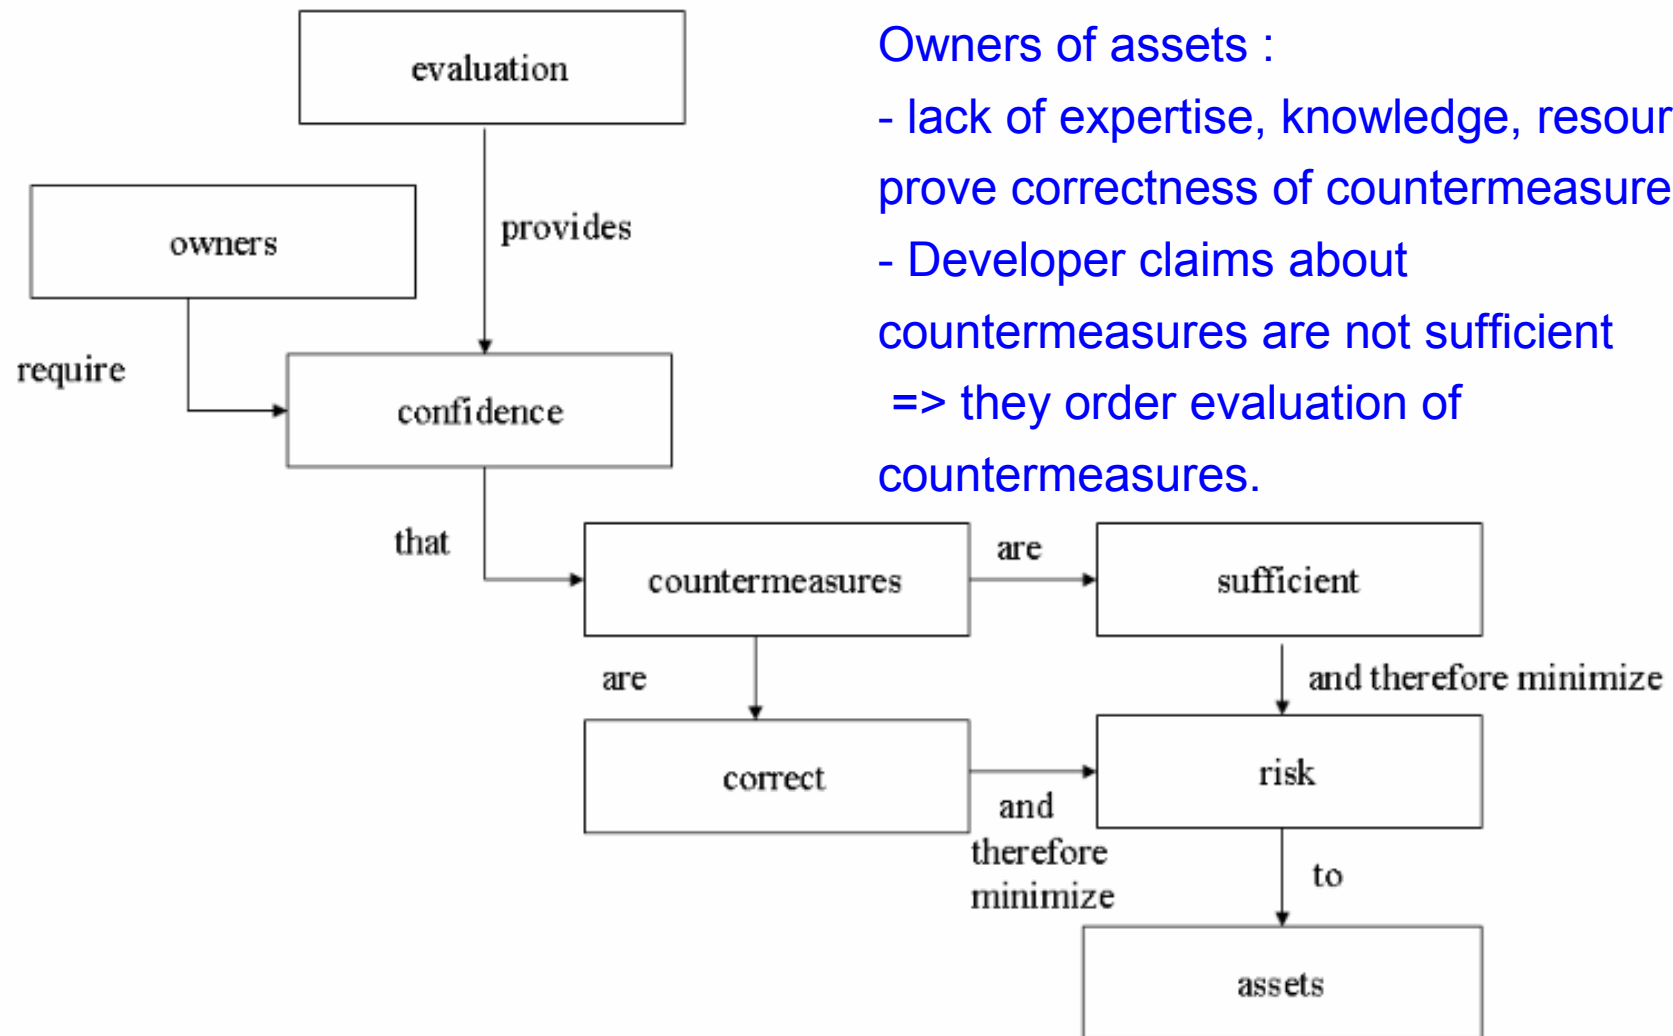 evaluation
Owners of assets :
- lack of expertise, knowledge, resour
prove correctness of countermeasure
- Developer claims about
countermeasures are not sufficient
=> they order evaluation of
countermeasures.
provides
owners
require
confidence
that
countermeasures
are
sufficient
are
and therefore minimize
correct
and
therefore
minimize
risk
to
assets